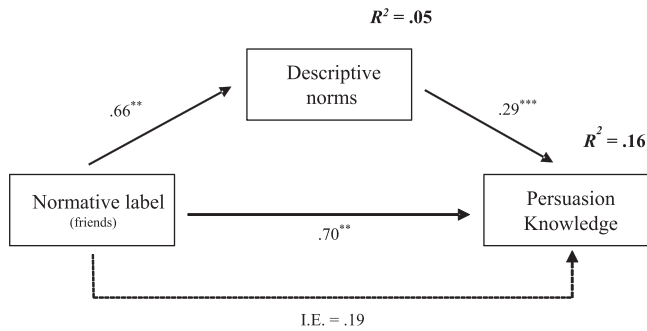 R² = .05
Descriptive
norms
.66**
.29***
R² = .16
Normative label
(friends)
Persuasion
Knowledge
.70**
I.E. = .19